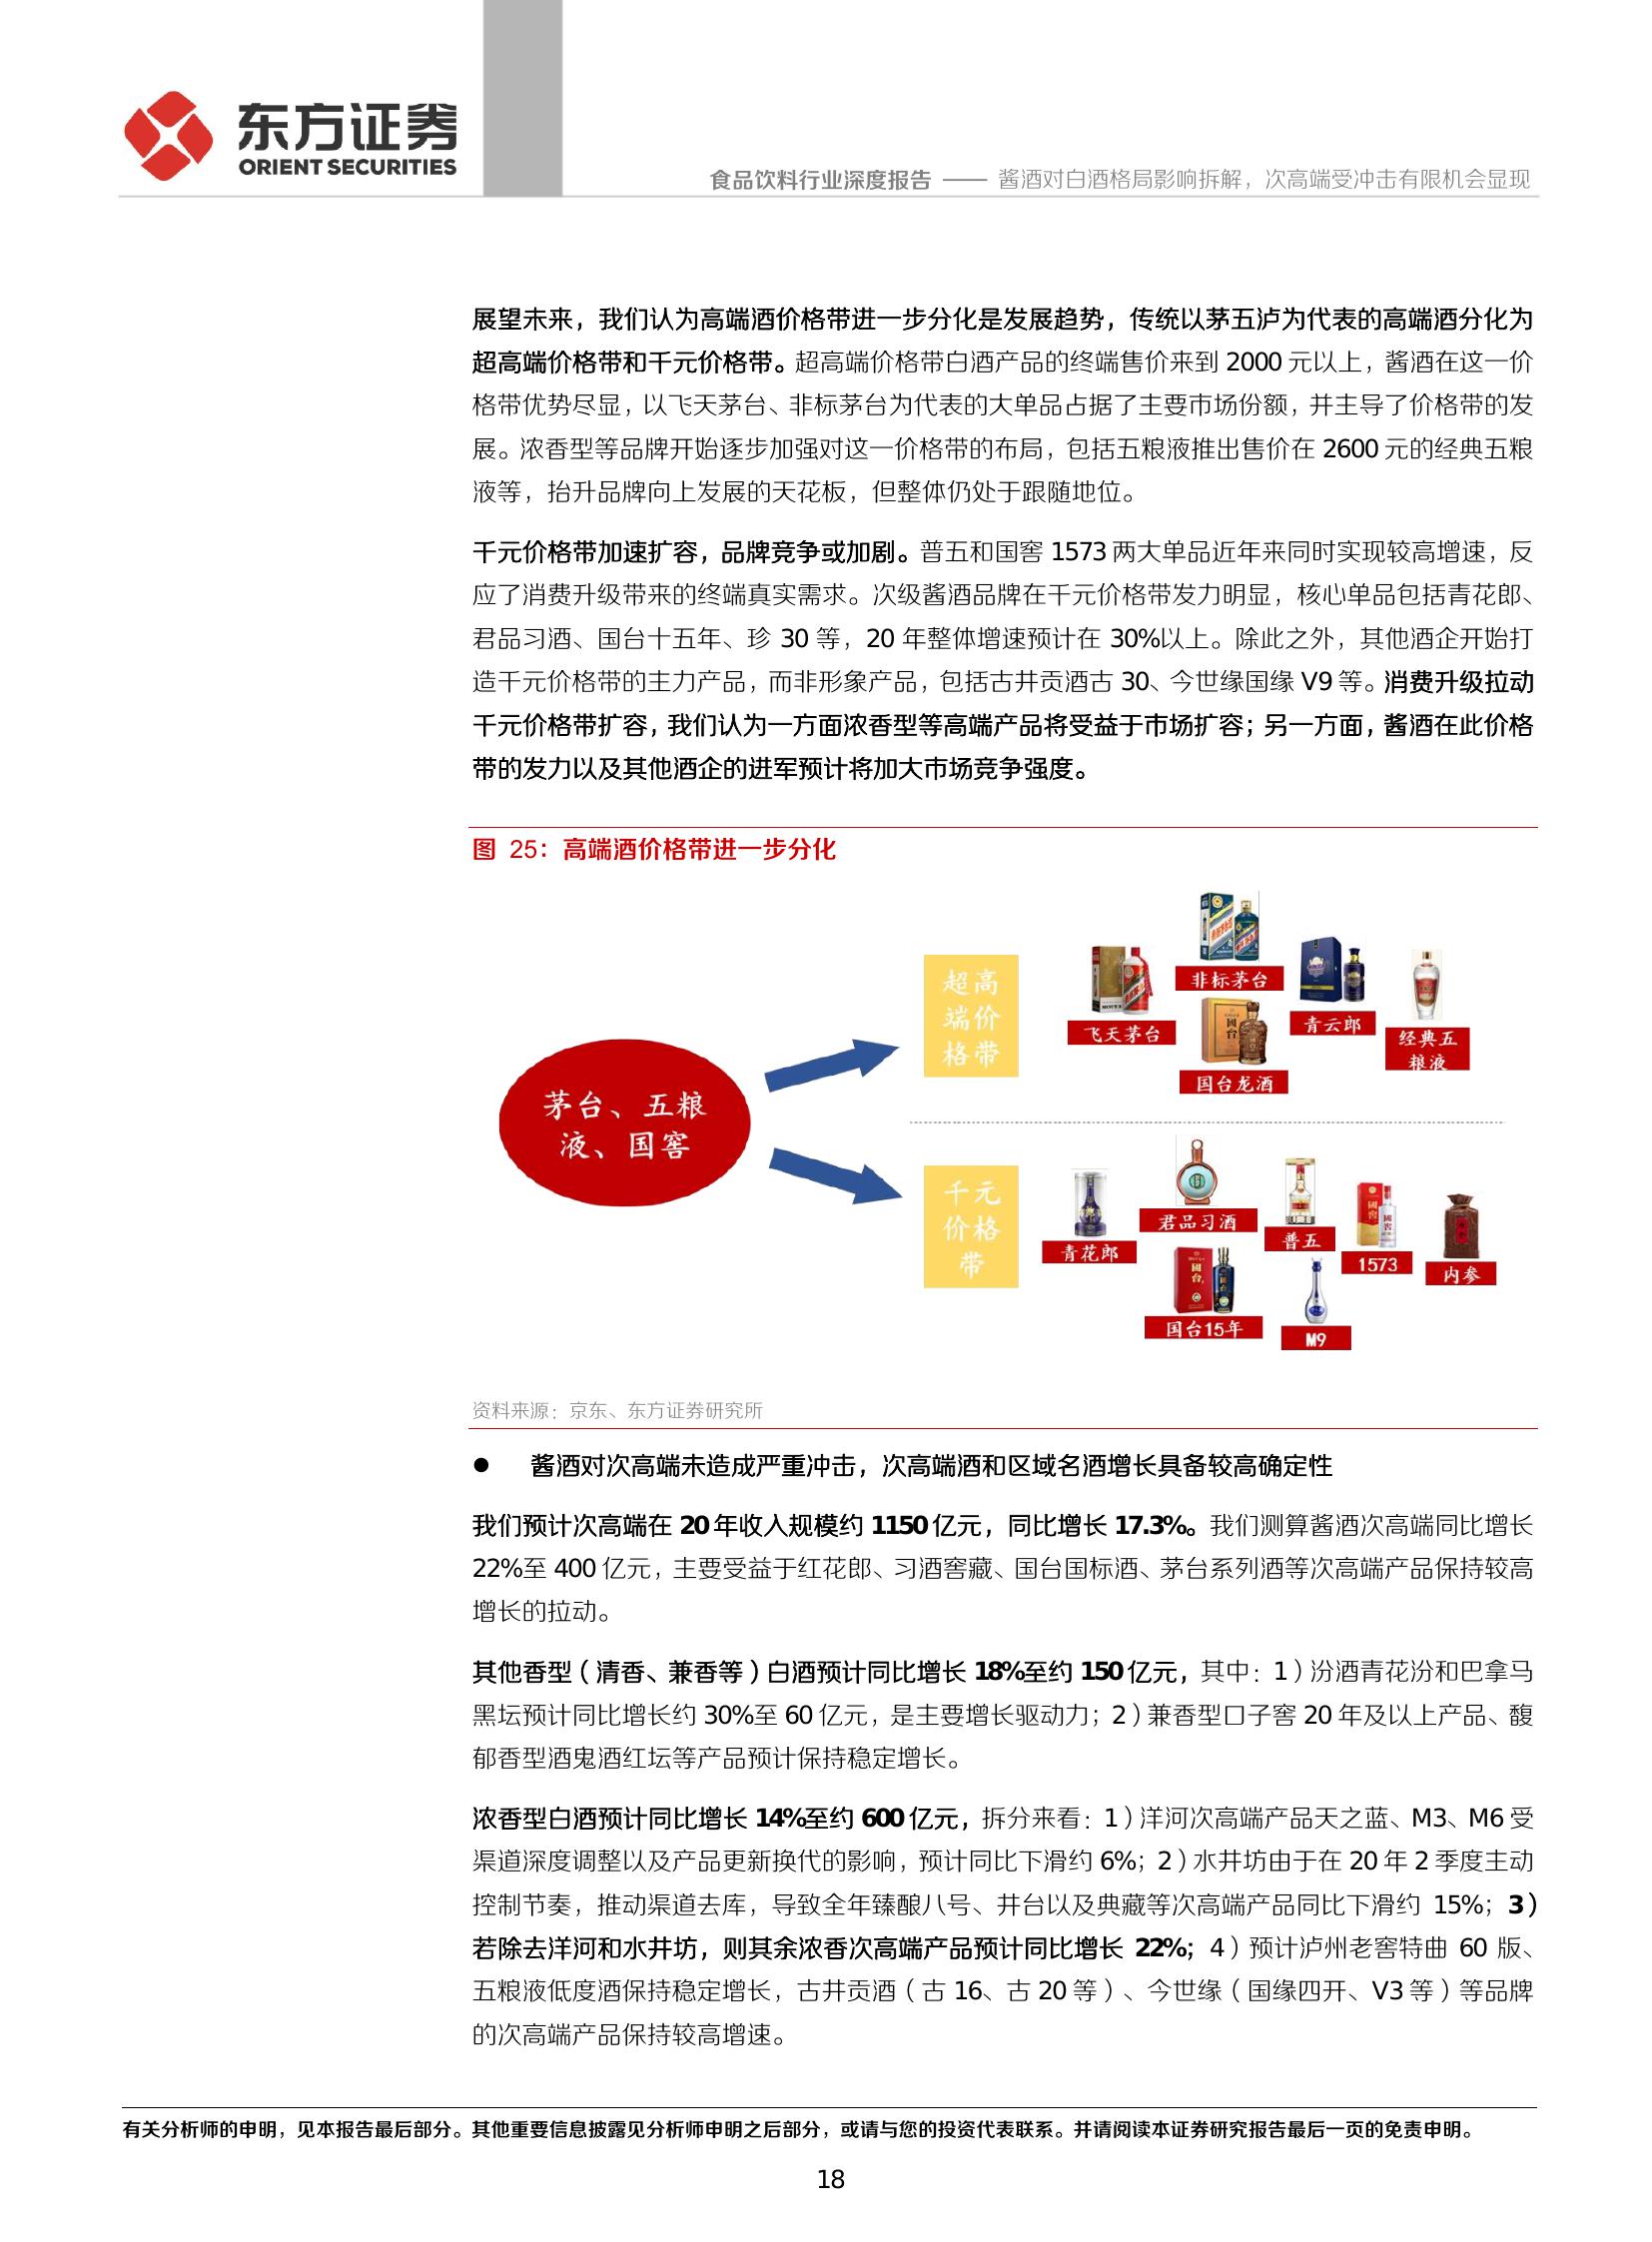 东方证券
ORIENT SECURITIES
食品饮料行业深度报告 —— 酱酒对白酒格局影响拆解，次高端受冲击有限机会显现
展望未来，我们认为高端酒价格带进一步分化是发展趋势，传统以茅五泸为代表的高端酒分化为
超高端价格带和千元价格带。超高端价格带白酒产品的终端售价来到 2000 元以上，酱酒在这一价
格带优势尽显，以飞天茅台、非标茅台为代表的大单品占据了主要市场份额，并主导了价格带的发
展。浓香型等品牌开始逐步加强对这一价格带的布局，包括五粮液推出售价在 2600 元的经典五粮
液等，抬升品牌向上发展的天花板，但整体仍处于跟随地位。
千元价格带加速扩容，品牌竞争或加剧。普五和国窖 1573 两大单品近年来同时实现较高增速，反
应了消费升级带来的终端真实需求。次级酱酒品牌在千元价格带发力明显，核心单品包括青花郎、
君品习酒、国台十五年、珍 30 等，20 年整体增速预计在 30%以上。除此之外，其他酒企开始打
造千元价格带的主力产品，而非形象产品，包括古井贡酒古 30、今世缘国缘 V9 等。消费升级拉动
千元价格带扩容，我们认为一方面浓香型等高端产品将受益于市场扩容；另一方面，酱酒在此价格
带的发力以及其他酒企的进军预计将加大市场竞争强度。
图 25：高端酒价格带进一步分化
茅台、五粮
液、国窖
超高
端价
格带
飞天茅台
非标茅台
国台龙酒
青云郎
经典五
粮液
千元
价格
带
青花郎
君品习酒
国台15年
普五
M9
1573
内参
资料来源：京东、东方证券研究所
● 酱酒对次高端未造成严重冲击，次高端酒和区域名酒增长具备较高确定性
我们预计次高端在 20 年收入规模约 1150 亿元，同比增长 17.3%。我们测算酱酒次高端同比增长
22%至 400 亿元，主要受益于红花郎、习酒窖藏、国台国标酒、茅台系列酒等次高端产品保持较高
增长的拉动。
其他香型（清香、兼香等）白酒预计同比增长 18%至约 150 亿元，其中：1）汾酒青花汾和巴拿马
黑坛预计同比增长约 30%至 60 亿元，是主要增长驱动力；2）兼香型口子窖 20 年及以上产品、馥
郁香型酒鬼酒红坛等产品预计保持稳定增长。
浓香型白酒预计同比增长 14%至约 600 亿元，拆分来看：1）洋河次高端产品天之蓝、M3、M6 受
渠道深度调整以及产品更新换代的影响，预计同比下滑约 6%；2）水井坊由于在 20 年 2 季度主动
控制节奏，推动渠道去库，导致全年臻酿八号、井台以及典藏等次高端产品同比下滑约 15%；3）
若除去洋河和水井坊，则其余浓香次高端产品预计同比增长 22%；4）预计泸州老窖特曲 60 版、
五粮液低度酒保持稳定增长，古井贡酒（古 16、古 20 等）、今世缘（国缘四开、V3 等）等品牌
的次高端产品保持较高增速。
有关分析师的申明，见本报告最后部分。其他重要信息披露见分析师申明之后部分，或请与您的投资代表联系。并请阅读本证券研究报告最后一页的免责申明。
18